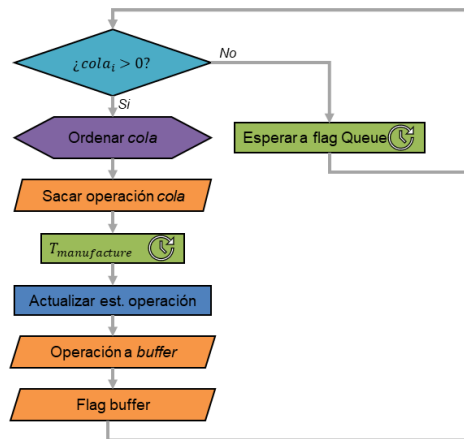 ¿cola_i > 0?
No
Si
Ordenar cola
Esperar a flag Queue
Sacar operación cola
T_manufacture
Actualizar est. operación
Operación a buffer
Flag buffer